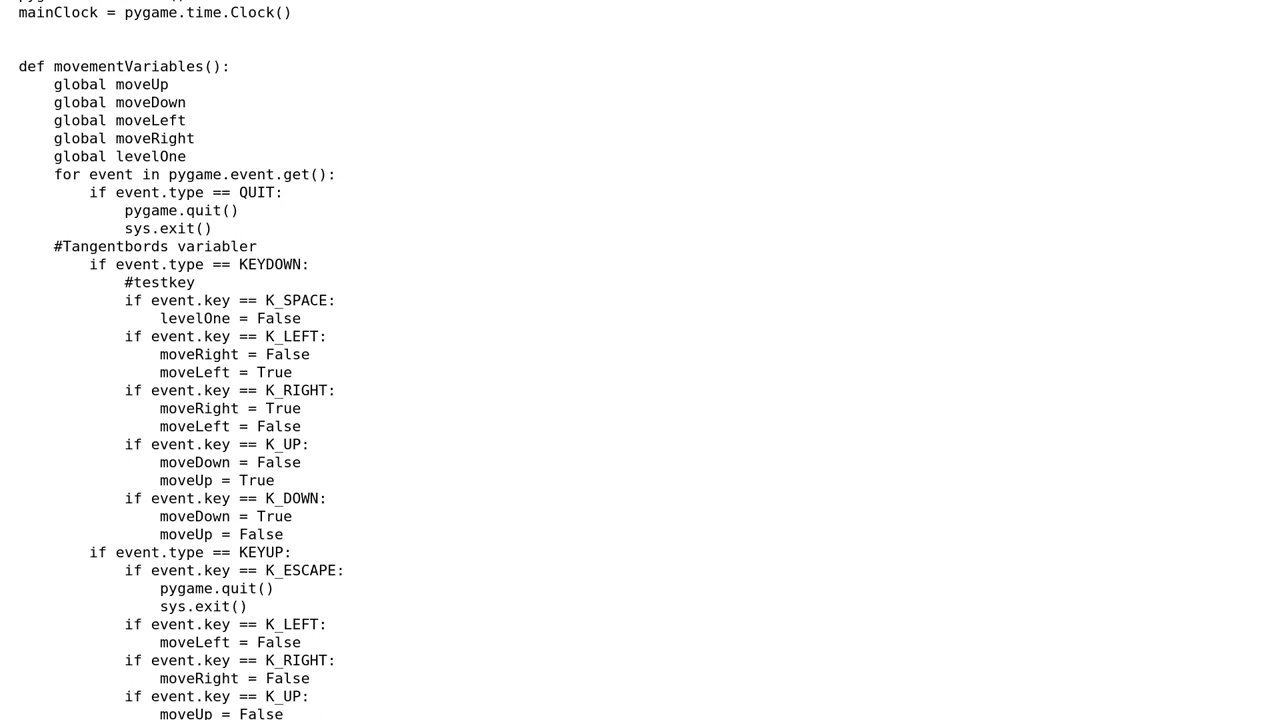 mainClock = pygame.time.Clock()
def movementVariables():
    global moveUp
    global moveDown
    global moveLeft
    global moveRight
    global levelOne
    for event in pygame.event.get():
        if event.type == QUIT:
            pygame.quit()
            sys.exit()
    #Tangentbords variabler
        if event.type == KEYDOWN:
            #testkey
            if event.key == K_SPACE:
                levelOne = False
            if event.key == K_LEFT:
                moveRight = False
                moveLeft = True
            if event.key == K_RIGHT:
                moveRight = True
                moveLeft = False
            if event.key == K_UP:
                moveDown = False
                moveUp = True
            if event.key == K_DOWN:
                moveDown = True
                moveUp = False
        if event.type == KEYUP:
            if event.key == K_ESCAPE:
                pygame.quit()
                sys.exit()
            if event.key == K_LEFT:
                moveLeft = False
            if event.key == K_RIGHT:
                moveRight = False
            if event.key == K_UP:
                moveUp = False